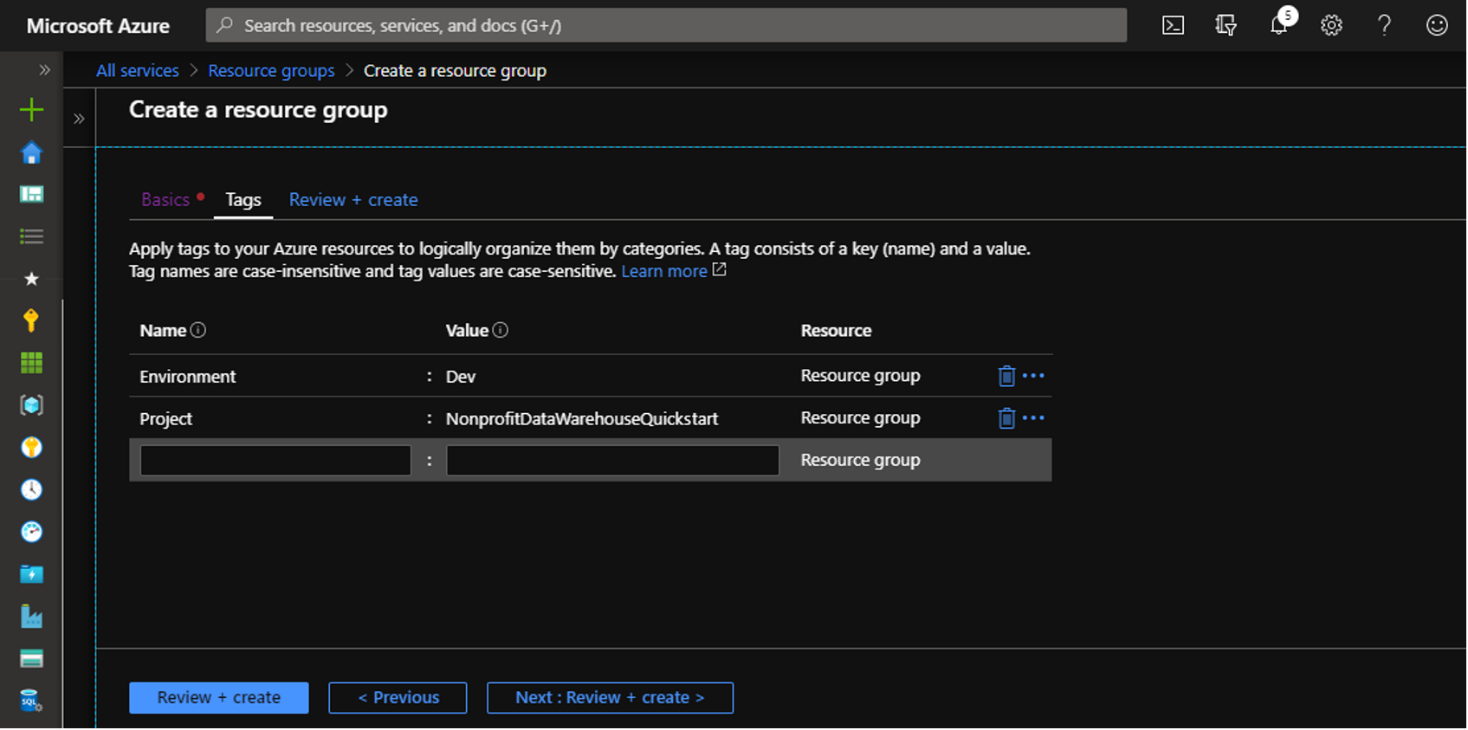 Microsoft Azure
Search resources, services, and docs (G+/)
5
All services > Resource groups > Create a resource group
Create a resource group
Basics Tags Review + create
Apply tags to your Azure resources to logically organize them by categories. A tag consists of a key (name) and a value.
Tag names are case-insensitive and tag values are case-sensitive. Learn more
Name Value Resource
Environment : Dev Resource group
Project : NonprofitDataWarehouseQuickstart Resource group
: Resource group
SQL
Review + create < Previous Next : Review + create >